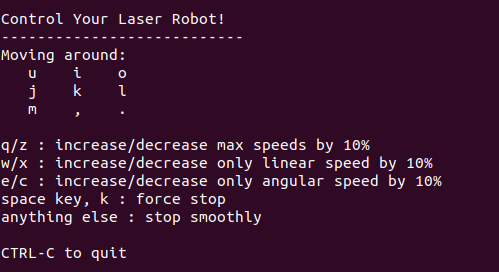 Control Your Laser Robot!
---------------------------
Moving around:
   u    i    o
   j    k    l
   m    ,    .

q/z : increase/decrease max speeds by 10%
w/x : increase/decrease only linear speed by 10%
e/c : increase/decrease only angular speed by 10%
space key, k : force stop
anything else : stop smoothly

CTRL-C to quit